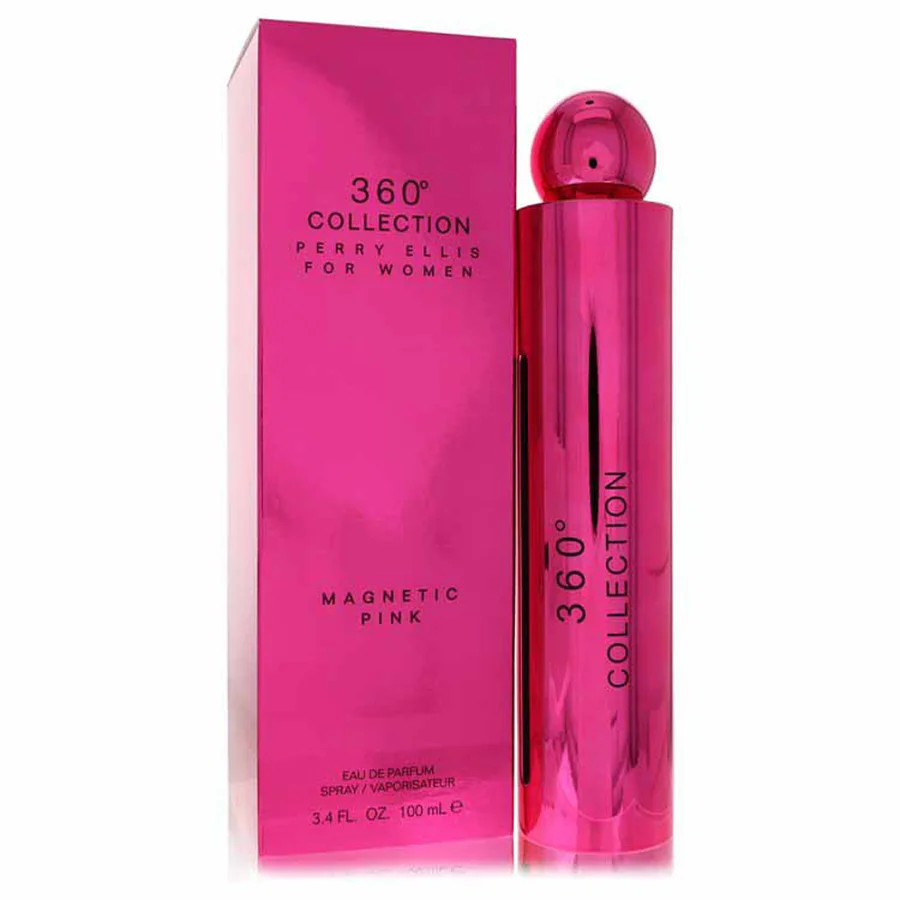 360°
COLLECTION
PERRY ELLIS
FOR WOMEN
MAGNETIC
PINK
EAU DE PARFUM
SPRAY / VAPORISATEUR
3.4 FL. OZ. 100 mL ℮
360°
COLLECTION